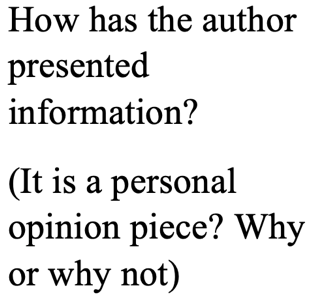 How has the author
presented
information?
(It is a personal
opinion piece? Why
or why not)